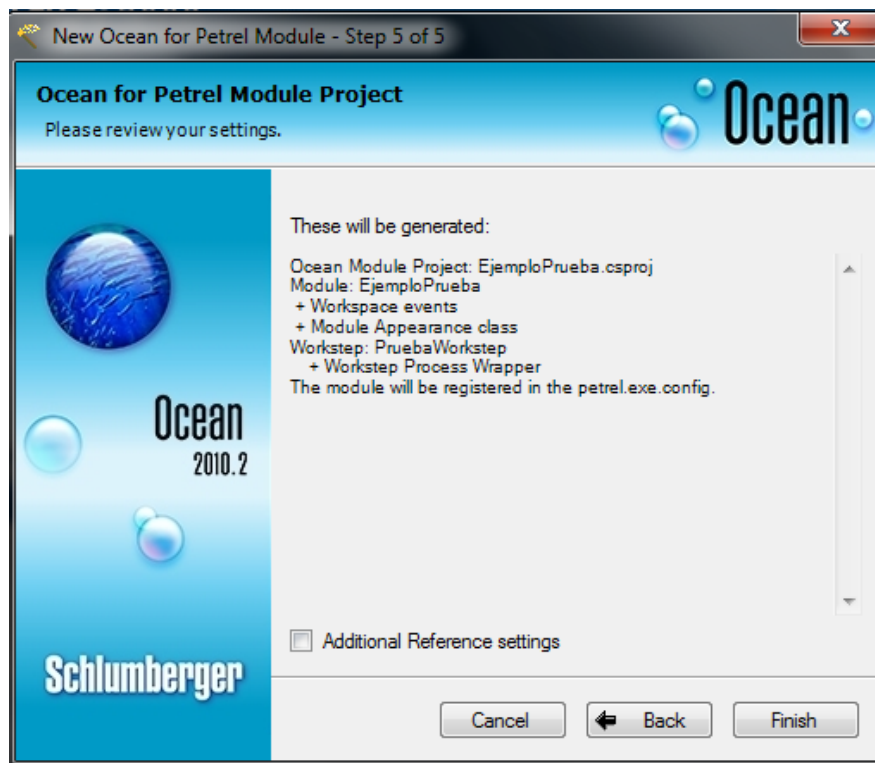 New Ocean for Petrel Module - Step 5 of 5
Ocean for Petrel Module Project
Please review your settings.
Ocean
These will be generated:
Ocean Module Project: EjemploPrueba.csproj
Module: EjemploPrueba
+ Workspace events
+ Module Appearance class
Workstep: PruebaWorkstep
+ Workstep Process Wrapper
The module will be registered in the petrel.exe.config.
Ocean
2010.2
Additional Reference settings
Schlumberger
Cancel
Back
Finish